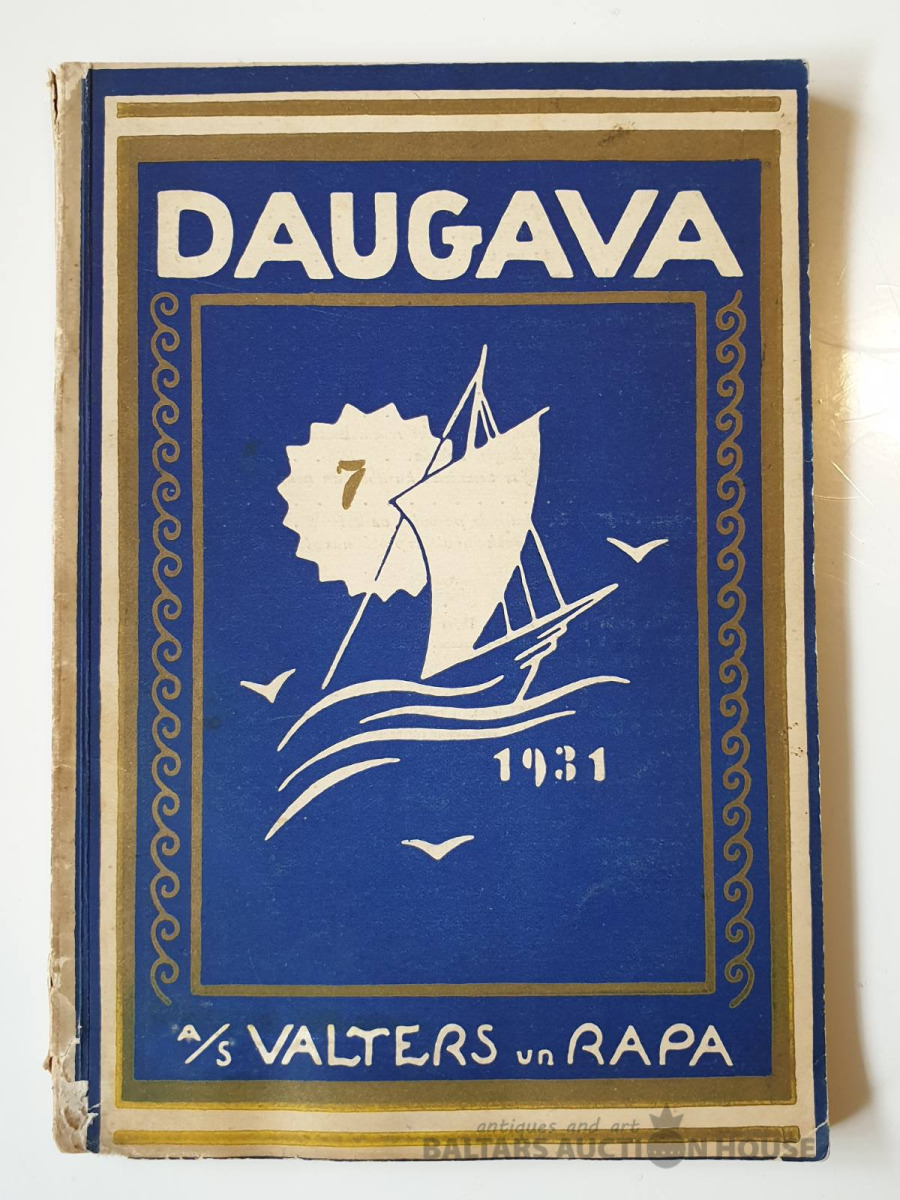 DAUGAVA
7
1931
A/S VALTERS un RAPA
antiques and art
BALTARS AUCTION HOUSE